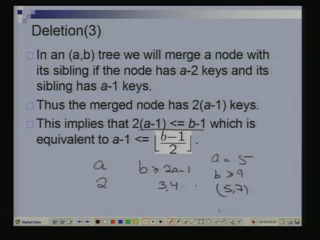 Deletion(3)
In an (a,b) tree we will merge a node with
its sibling if the node has a-2 keys and its
sibling has a-1 keys.
Thus the merged node has 2(a-1) keys.
This implies that 2(a-1) <= b-1 which is
equivalent to a-1 <= ⌊(b-1)/2⌋ .
a b ≥ 2a-1 a = 5
2 3,4.. b ≥ 9
(5,7)